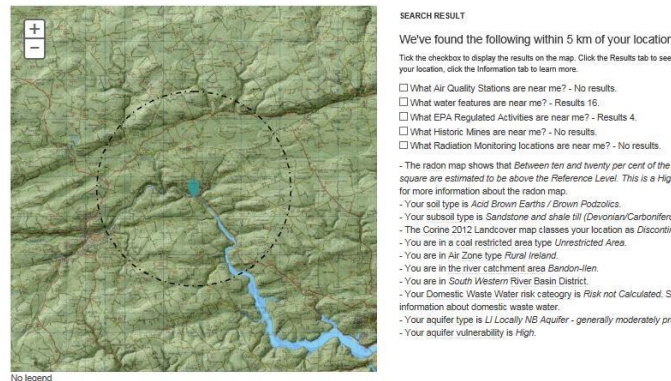 +
−
No legend
SEARCH RESULT
We've found the following within 5 km of your location
Tick the checkbox to display the results on the map. Click the Results tab to see
your location, click the Information tab to learn more.
What Air Quality Stations are near me? - No results.
What water features are near me? - Results 16.
What EPA Regulated Activities are near me? - Results 4.
What Historic Mines are near me? - No results.
What Radiation Monitoring locations are near me? - No results.
- The radon map shows that Between ten and twenty per cent of the
square are estimated to be above the Reference Level. This is a Hig
for more information about the radon map.
- Your soil type is Acid Brown Earths / Brown Podzolics.
- Your subsoil type is Sandstone and shale till (Devonian/Carbonifero
- The Corine 2012 Landcover map classes your location as Discontin
- You are in a coal restricted area type Unrestricted Area.
- You are in Air Zone type Rural Ireland.
- You are in the river catchment area Bandon-Ilen.
- You are in South Western River Basin District.
- Your Domestic Waste Water risk cateogry is Risk not Calculated. S
information about domestic waste water.
- Your aquifer type is Ll Locally NB Aquifer - generally moderately pr
- Your aquifer vulnerability is High.